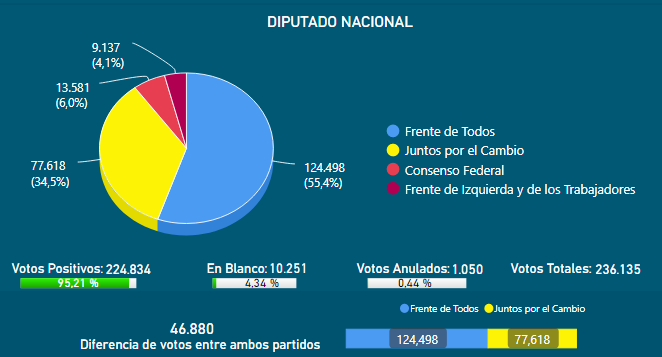 DIPUTADO NACIONAL
9.137
(4,1%)
13.581
(6,0%)
77.618
(34,5%)
124.498
(55,4%)
Frente de Todos
Juntos por el Cambio
Consenso Federal
Frente de Izquierda y de los Trabajadores
Votos Positivos: 224.834
95,21 %
En Blanco: 10.251
4,34 %
Votos Anulados: 1.050
0,44 %
Votos Totales: 236.135
Frente de Todos Juntos por el Cambio
46.880
Diferencia de votos entre ambos partidos
124,498 77,618